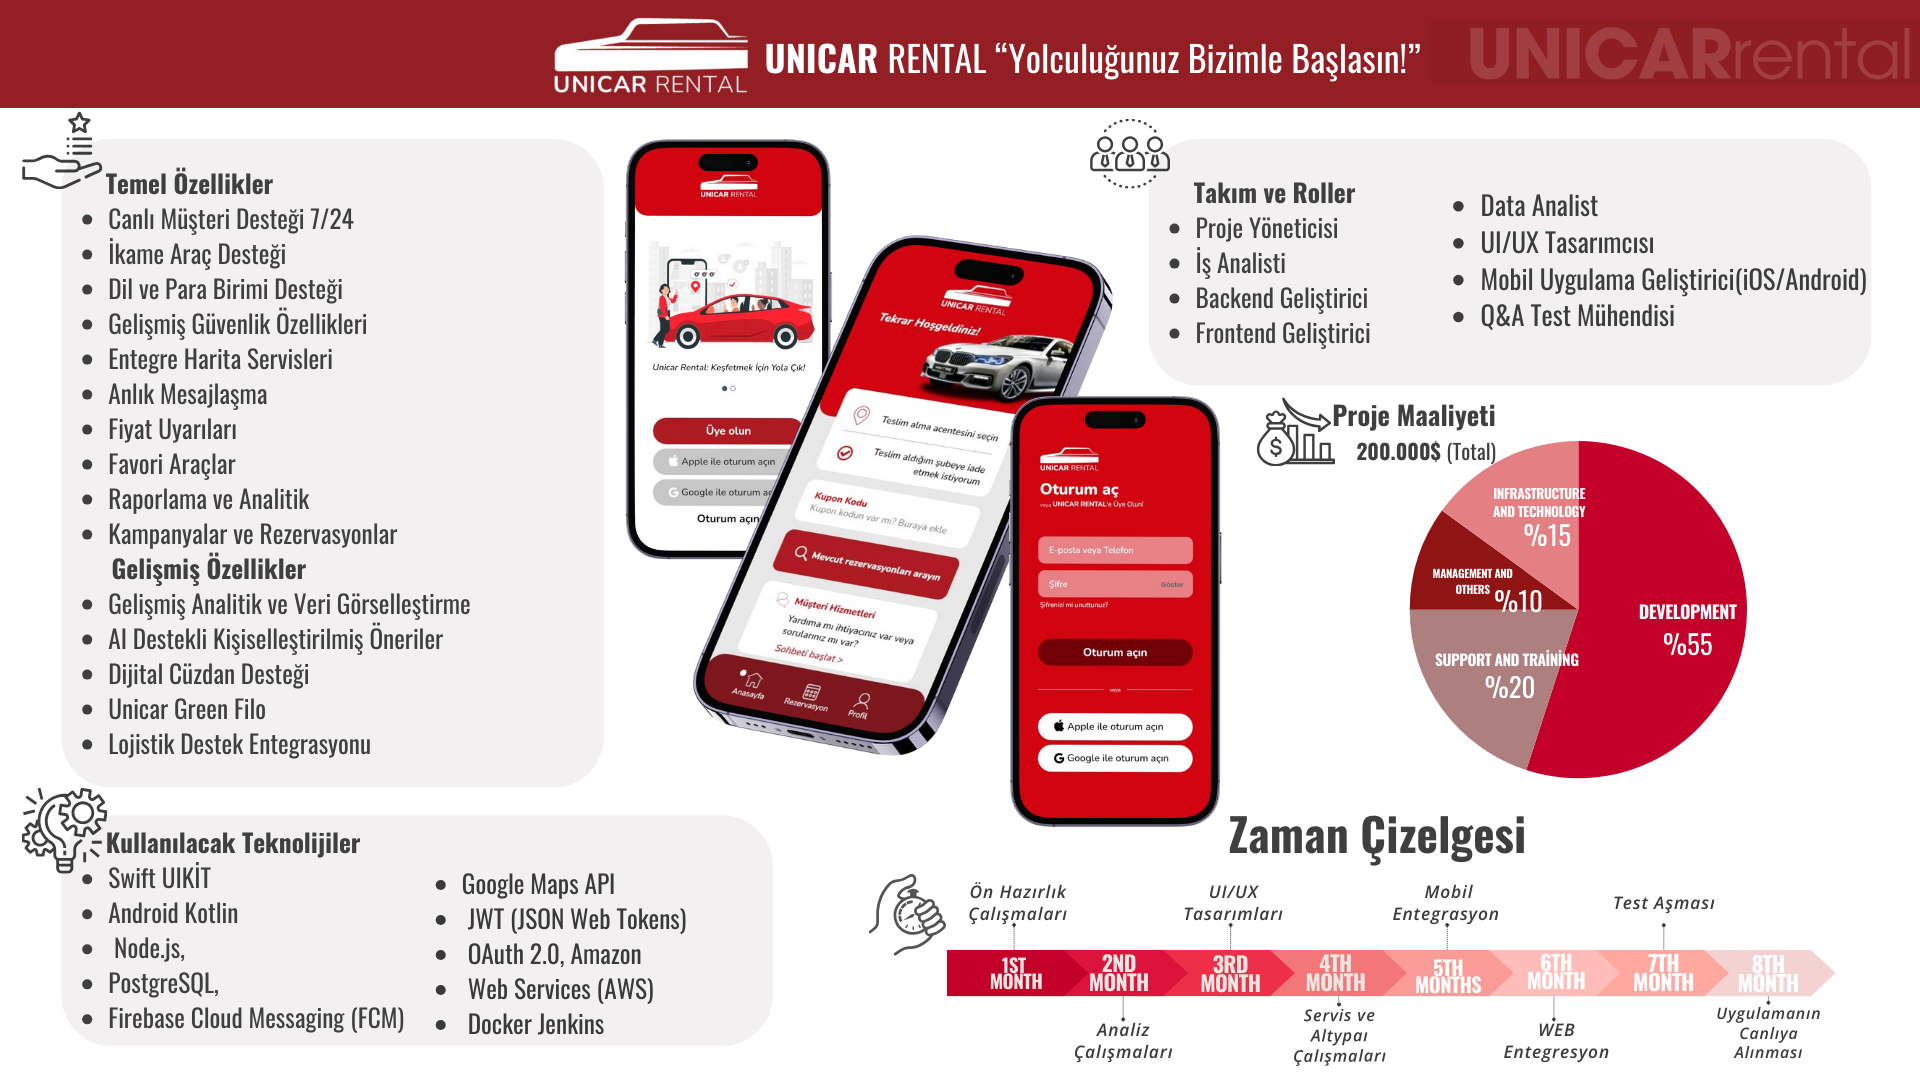 UNICAR RENTAL
UNICAR RENTAL “Yolculuğunuz Bizimle Başlasın!”
UNICARrental
Temel Özellikler
Canlı Müşteri Desteği 7/24
İkame Araç Desteği
Dil ve Para Birimi Desteği
Gelişmiş Güvenlik Özellikleri
Entegre Harita Servisleri
Anlık Mesajlaşma
Fiyat Uyarıları
Favori Araçlar
Raporlama ve Analitik
Kampanyalar ve Rezervasyonlar
Gelişmiş Özellikler
Gelişmiş Analitik ve Veri Görselleştirme
AI Destekli Kişiselleştirilmiş Öneriler
Dijital Cüzdan Desteği
Unicar Green Filo
Lojistik Destek Entegrasyonu
Kullanılacak Teknolijiler
Swift UIKİT
Android Kotlin
Node.js,
PostgreSQL,
Firebase Cloud Messaging (FCM)
Google Maps API
JWT (JSON Web Tokens)
OAuth 2.0, Amazon
Web Services (AWS)
Docker Jenkins
UNICAR RENTAL
Unicar Rental: Keşfetmek İçin Yola Çık!
Üye olun
Apple ile oturum açın
Google ile oturum aç
Oturum açın
UNICAR RENTAL
Tekrar Hoşgeldiniz!
Teslim alma acentesini seçin
Teslim aldığım şubeye iade
etmek istiyorum
Kupon Kodu
Kupon kodun var mı? Buraya ekle
Mevcut rezervasyonları arayın
Müşteri Hizmetleri
Yardıma mı ihtiyacınız var veya
sorularınız mı var?
Sohbeti başlat >
Anasayfa
Rezervasyon
Profil
UNICAR RENTAL
Oturum aç
veya UNICAR RENTAL'e Üye Olun!
E-posta veya Telefon
Şifre
Göster
Şifrenizi mi unuttunuz?
Oturum açın
veya
Apple ile oturum açın
Google ile oturum açın
Takım ve Roller
Proje Yöneticisi
İş Analisti
Backend Geliştirici
Frontend Geliştirici
Data Analist
UI/UX Tasarımcısı
Mobil Uygulama Geliştirici(iOS/Android)
Q&A Test Mühendisi
Proje Maaliyeti
200.000$ (Total)
INFRASTRUCTURE
AND TECHNOLOGY
%15
MANAGEMENT AND
OTHERS %10
DEVELOPMENT
%55
SUPPORT AND TRAİNİNG
%20
Zaman Çizelgesi
Ön Hazırlık
Çalışmaları
UI/UX
Tasarımları
Mobil
Entegrasyon
Test Aşması
1ST
MONTH
2ND
MONTH
3RD
MONTH
4TH
MONTH
5TH
MONTHS
6TH
MONTH
7TH
MONTH
8TH
MONTH
Analiz
Çalışmaları
Servis ve
Altypaı
Çalışmaları
WEB
Entegresyon
Uygulamanın
Canlıya
Alınması